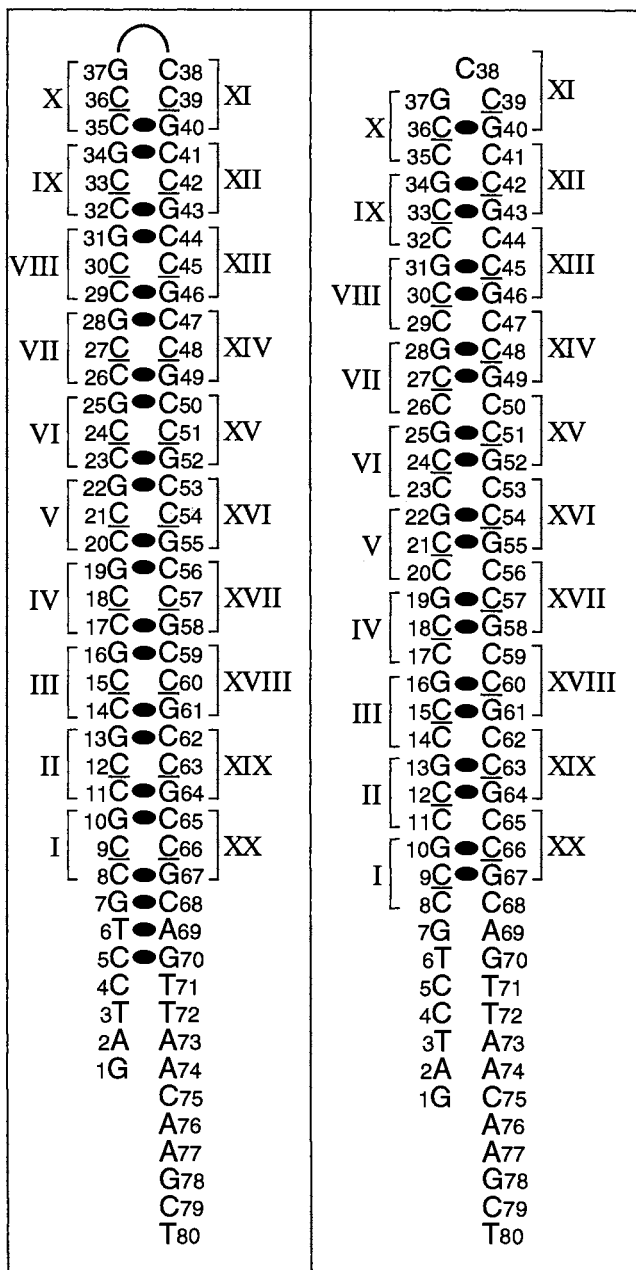 37G C38
X 36C C39 XI
35C G40
34G C41
IX 33C C42 XII
32C G43
31G C44
VIII 30C C45 XIII
29C G46
28G C47
VII 27C C48 XIV
26C G49
25G C50
VI 24C C51 XV
23C G52
22G C53
V 21C C54 XVI
20C G55
19G C56
IV 18C C57 XVII
17C G58
16G C59
III 15C C60 XVIII
14C G61
13G C62
II 12C C63 XIX
11C G64
10G C65
I 9C C66 XX
8C G67
7G C68
6T A69
5C G70
4C T71
3T T72
2A A73
1G A74
C75
A76
A77
G78
C79
T80
C38
37G C39 XI
X 36C G40
35C C41
34G C42 XII
IX 33C G43
32C C44
31G C45 XIII
VIII 30C G46
29C C47
28G C48 XIV
VII 27C G49
26C C50
25G C51 XV
VI 24C G52
23C C53
22G C54 XVI
V 21C G55
20C C56
19G C57 XVII
IV 18C G58
17C C59
16G C60 XVIII
III 15C G61
14C C62
13G C63 XIX
II 12C G64
11C C65
10G C66 XX
I 9C G67
8C C68
7G A69
6T G70
5C T71
4C T72
3T A73
2A A74
1G C75
A76
A77
G78
C79
T80